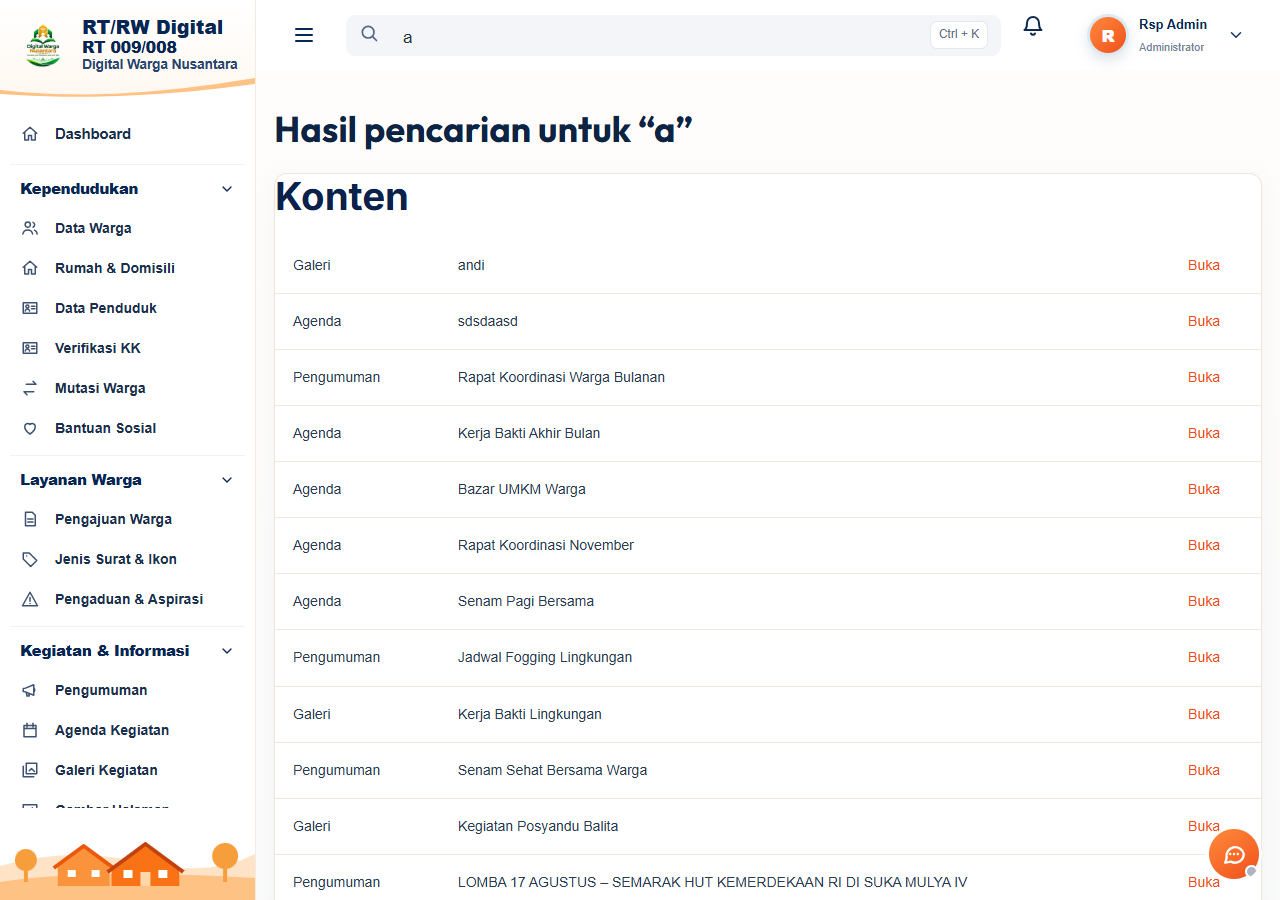 RT/RW Digital
RT 009/008
Digital Warga Nusantara
Digital Warga
Nusantara
a
Ctrl + K
R
Rsp Admin
Administrator
Dashboard
Kependudukan
Data Warga
Rumah & Domisili
Data Penduduk
Verifikasi KK
Mutasi Warga
Bantuan Sosial
Layanan Warga
Pengajuan Warga
Jenis Surat & Ikon
Pengaduan & Aspirasi
Kegiatan & Informasi
Pengumuman
Agenda Kegiatan
Galeri Kegiatan
Hasil pencarian untuk “a”
Konten
Galeri andi Buka
Agenda sdsdaasd Buka
Pengumuman Rapat Koordinasi Warga Bulanan Buka
Agenda Kerja Bakti Akhir Bulan Buka
Agenda Bazar UMKM Warga Buka
Agenda Rapat Koordinasi November Buka
Agenda Senam Pagi Bersama Buka
Pengumuman Jadwal Fogging Lingkungan Buka
Galeri Kerja Bakti Lingkungan Buka
Pengumuman Senam Sehat Bersama Warga Buka
Galeri Kegiatan Posyandu Balita Buka
Pengumuman LOMBA 17 AGUSTUS – SEMARAK HUT KEMERDEKAAN RI DI SUKA MULYA IV Buka